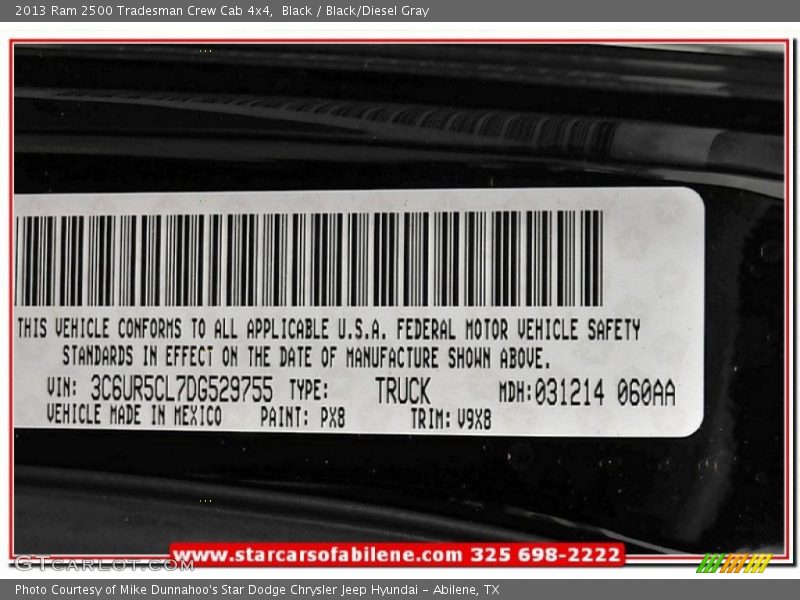 2013 Ram 2500 Tradesman Crew Cab 4x4,  Black / Black/Diesel Gray
THIS VEHICLE CONFORMS TO ALL APPLICABLE U.S.A. FEDERAL MOTOR VEHICLE SAFETY
STANDARDS IN EFFECT ON THE DATE OF MANUFACTURE SHOWN ABOVE.
VIN: 3C6UR5CL7DG529755 TYPE: TRUCK MDH:031214 060AA
VEHICLE MADE IN MEXICO PAINT: PX8 TRIM: V9X8
www.starcarsofabilene.com 325 698-2222
GTCARLOT.COM
Photo Courtesy of Mike Dunnahoo's Star Dodge Chrysler Jeep Hyundai - Abilene, TX